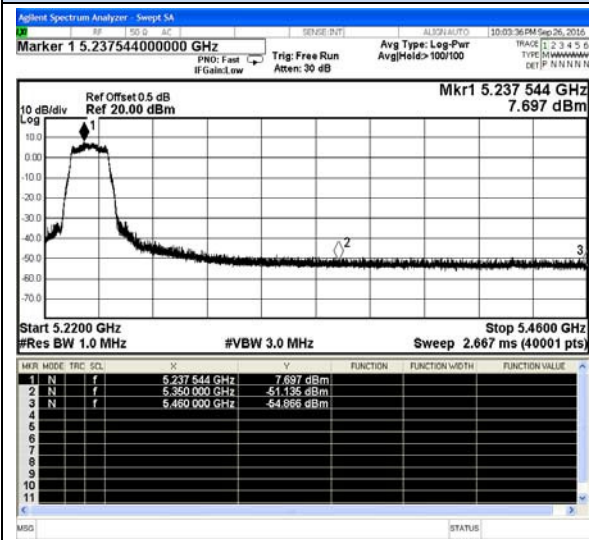 Agilent Spectrum Analyzer - Swept SA
RF 50 Ω AC SENSE:INT ALIGN AUTO 10:03:36 PM Sep 26, 2016
Marker 1 5.237544000000 GHz
PNO: Fast
IFGain:Low
Trig: Free Run
Atten: 30 dB
Avg Type: Log-Pwr
Avg|Hold:> 100/100
TRACE 1 2 3 4 5 6
TYPE MWWWWW
DET P NNNNN
Ref Offset 0.5 dB
10 dB/div Ref 20.00 dBm
Log
Mkr1 5.237 544 GHz
7.697 dBm
1
10.0
0.00
-10.0
-20.0
-30.0
-40.0
2
3
-50.0
-60.0
-70.0
Start 5.2200 GHz Stop 5.4600 GHz
#Res BW 1.0 MHz #VBW 3.0 MHz Sweep 2.667 ms (40001 pts)
MKR MODE TRC SCL X Y FUNCTION FUNCTION WIDTH FUNCTION VALUE
1 N f 5.237 544 GHz 7.697 dBm
2 N f 5.350 000 GHz -51.135 dBm
3 N f 5.460 000 GHz -54.866 dBm
4
5
6
7
8
9
10
11
MSG STATUS